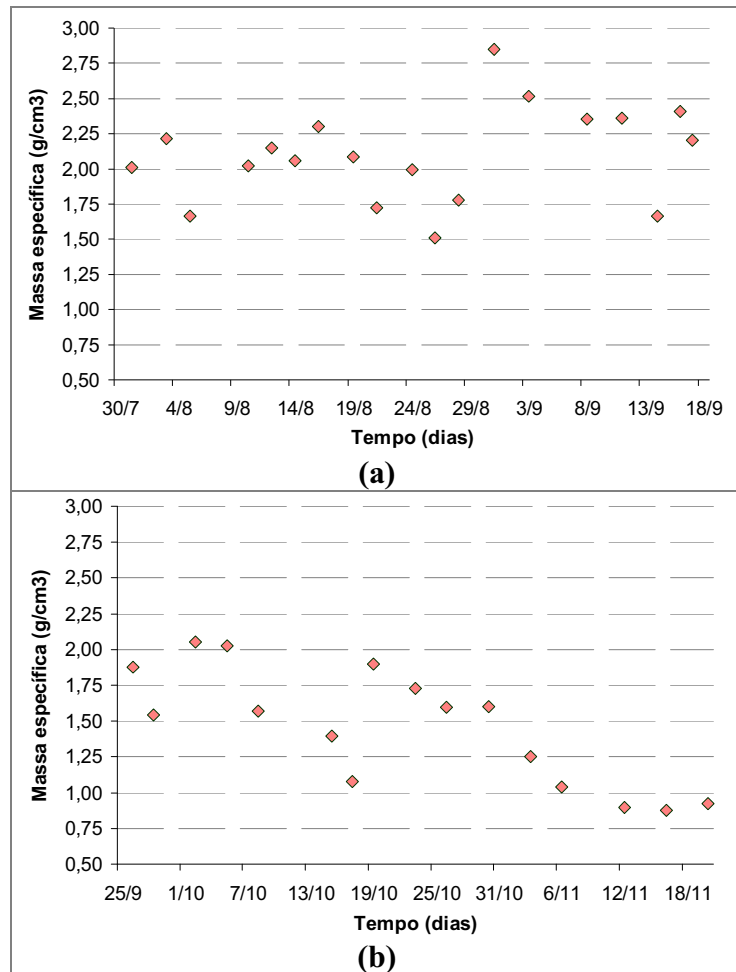 3,00
2,75
2,50
2,25
2,00
1,75
1,50
1,25
1,00
0,75
0,50
Massa específica (g/cm3)
30/7 4/8 9/8 14/8 19/8 24/8 29/8 3/9 8/9 13/9 18/9
Tempo (dias)
(a)
3,00
2,75
2,50
2,25
2,00
1,75
1,50
1,25
1,00
0,75
0,50
Massa específica (g/cm3)
25/9 1/10 7/10 13/10 19/10 25/10 31/10 6/11 12/11 18/11
Tempo (dias)
(b)